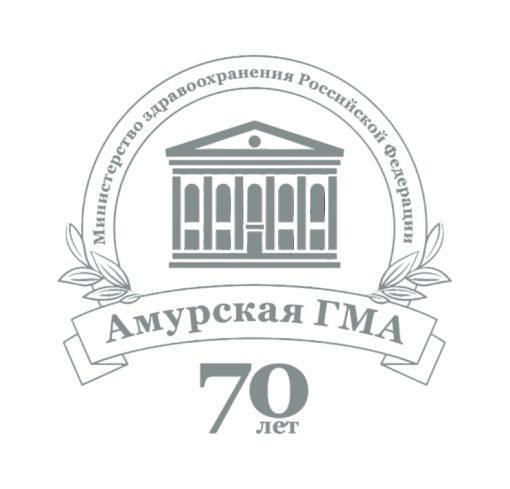 Министерство здравоохранения Российской Федерации
Амурская ГМА
70
лет